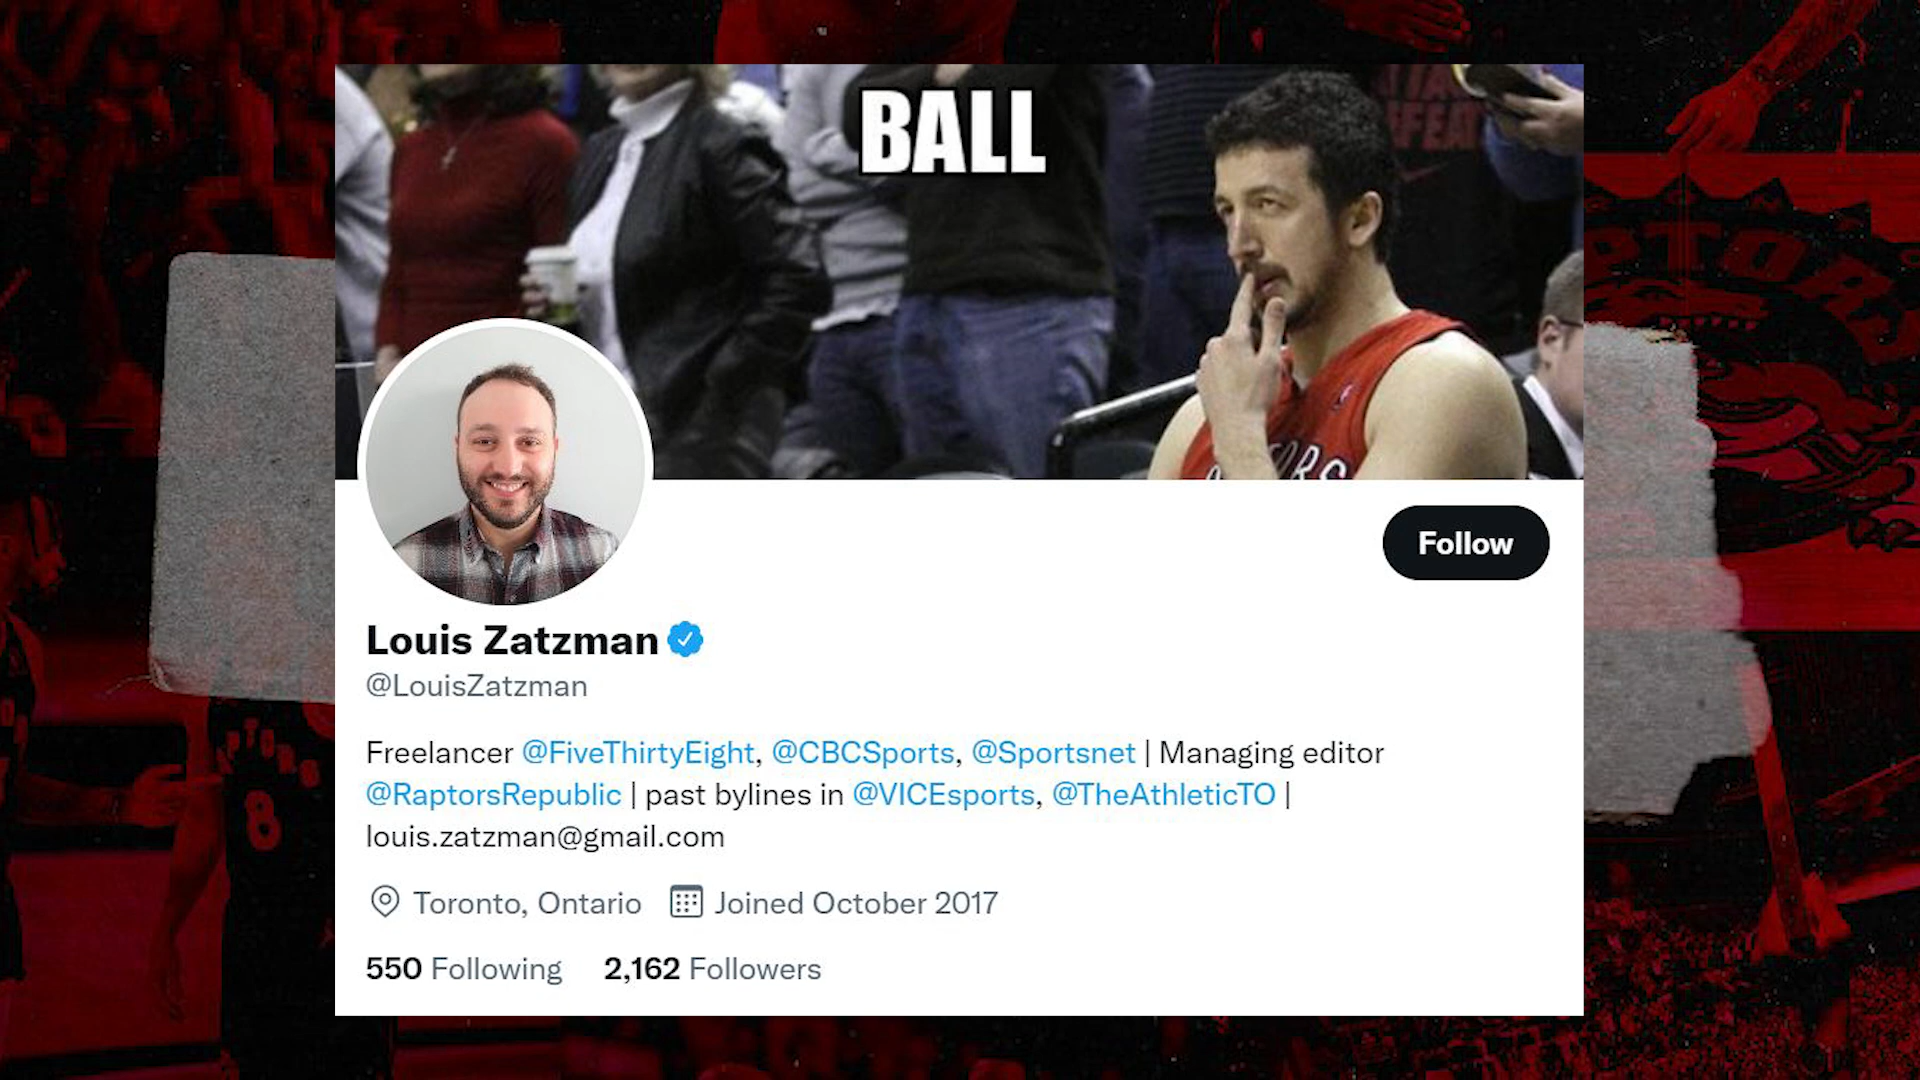 BALL
Follow
Louis Zatzman
@LouisZatzman
Freelancer @FiveThirtyEight, @CBCSports, @Sportsnet | Managing editor
@RaptorsRepublic | past bylines in @VICEsports, @TheAthleticTO |
louis.zatzman@gmail.com
Toronto, Ontario Joined October 2017
550 Following 2,162 Followers
8